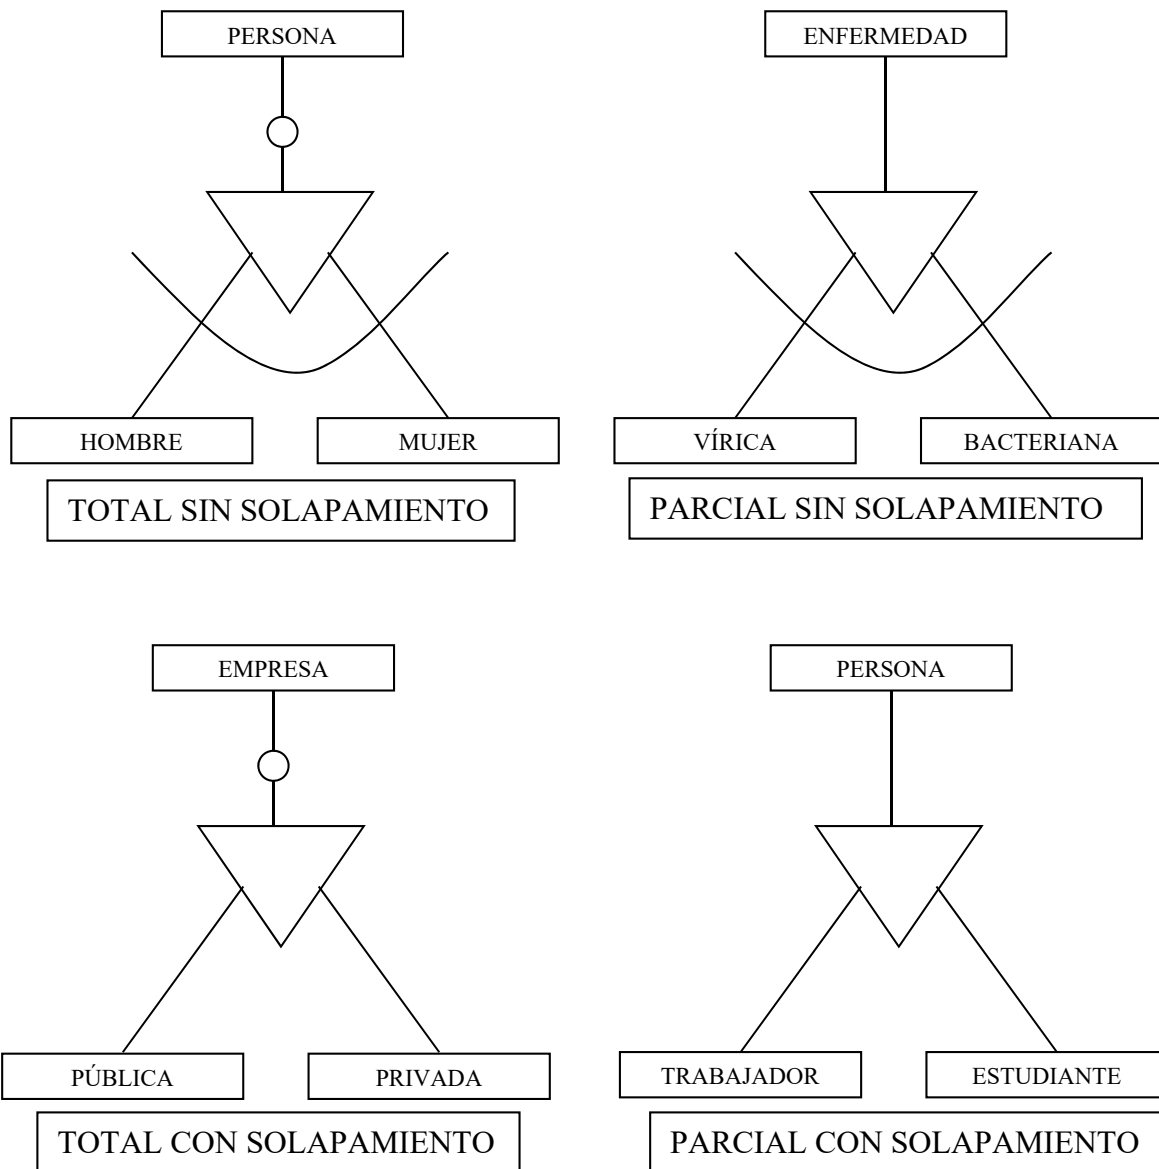 PERSONA
ENFERMEDAD
HOMBRE
MUJER
VÍRICA
BACTERIANA
TOTAL SIN SOLAPAMIENTO
PARCIAL SIN SOLAPAMIENTO
EMPRESA
PERSONA
PÚBLICA
PRIVADA
TRABAJADOR
ESTUDIANTE
TOTAL CON SOLAPAMIENTO
PARCIAL CON SOLAPAMIENTO